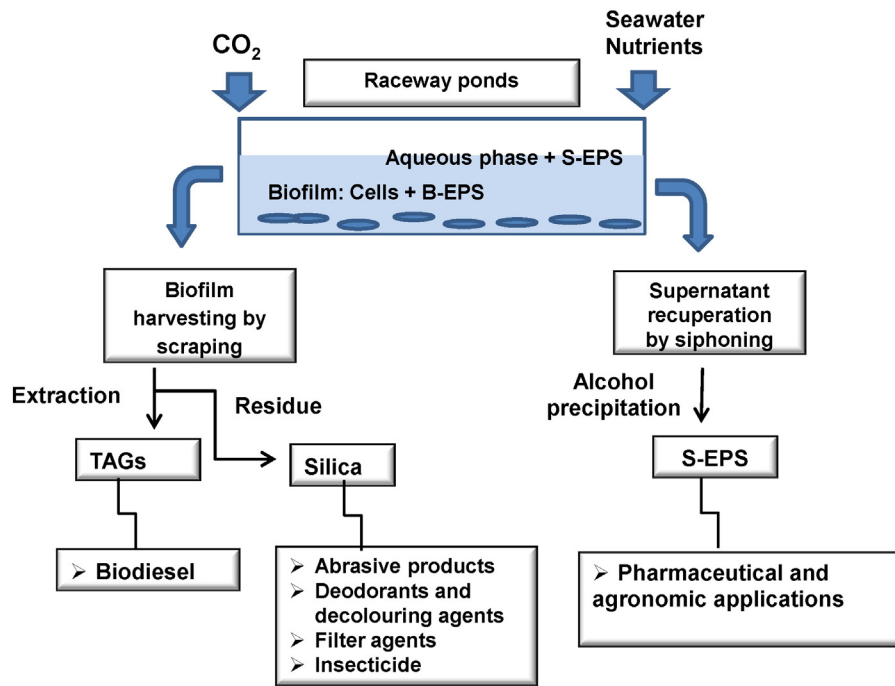 CO₂
Seawater
Nutrients
Raceway ponds
Aqueous phase + S-EPS
Biofilm: Cells + B-EPS
Biofilm
harvesting by
scraping
Supernatant
recuperation
by siphoning
Extraction
Residue
Alcohol
precipitation
TAGs
Silica
S-EPS
➢ Biodiesel
➢ Abrasive products
➢ Deodorants and
decolouring agents
➢ Filter agents
➢ Insecticide
➢ Pharmaceutical and
agronomic applications